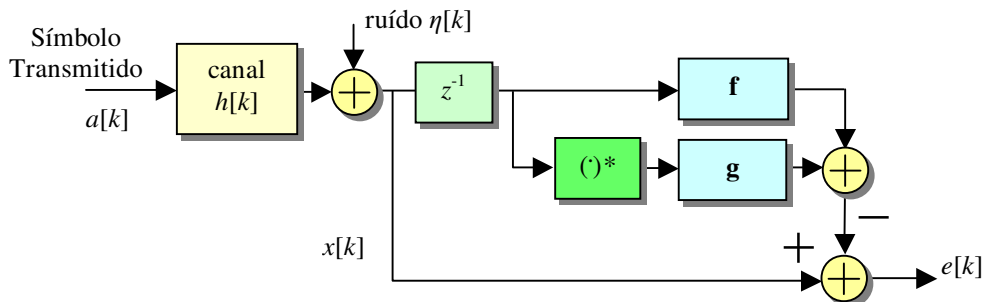 Símbolo
Transmitido
a[k]
canal
h[k]
ruído η[k]
+
z⁻¹
f
(·)*
g
+
x[k]
−
+
+
e[k]